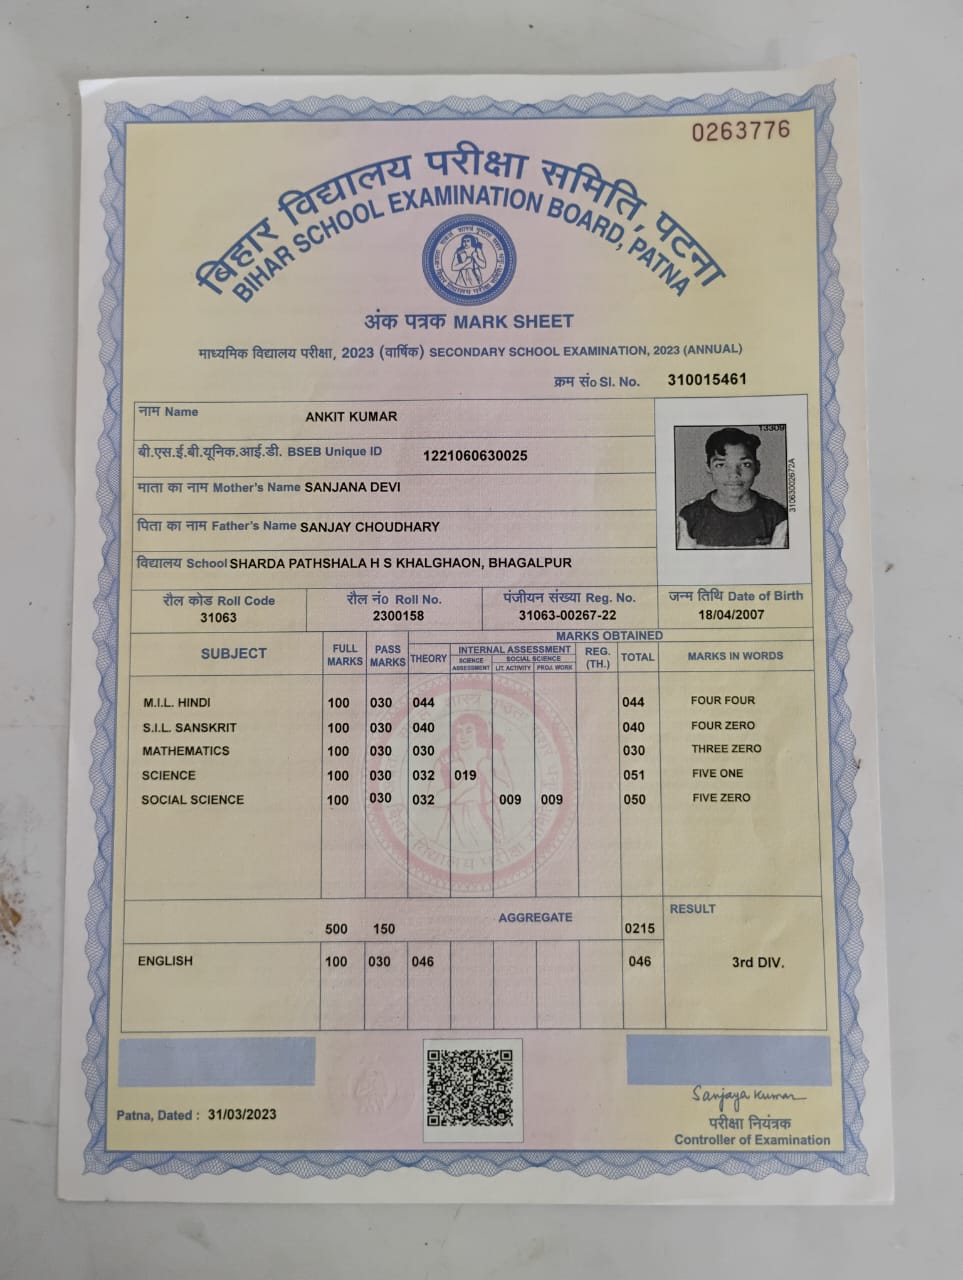 0263776
बिहार विद्यालय परीक्षा समिति, पटना
BIHAR SCHOOL EXAMINATION BOARD, PATNA
अंक पत्रक MARK SHEET
माध्यमिक विद्यालय परीक्षा, 2023 (वार्षिक) SECONDARY SCHOOL EXAMINATION, 2023 (ANNUAL)
क्रम सं० Sl. No. 310015461
नाम Name ANKIT KUMAR
बी.एस.ई.बी.यूनिक.आई.डी. BSEB Unique ID 1221060630025
माता का नाम Mother's Name SANJANA DEVI
पिता का नाम Father's Name SANJAY CHOUDHARY
विद्यालय School SHARDA PATHSHALA H S KHALGHAON, BHAGALPUR
13309
31063002672A
रौल कोड Roll Code रौल नं० Roll No. पंजीयन संख्या Reg. No. जन्म तिथि Date of Birth
31063 2300158 31063-00267-22 18/04/2007
SUBJECT FULL MARKS PASS MARKS MARKS OBTAINED
THEORY INTERNAL ASSESSMENT REG. (TH.) TOTAL MARKS IN WORDS
SCIENCE ASSESSMENT SOCIAL SCIENCE LIT. ACTIVITY PROJ. WORK
M.I.L. HINDI 100 030 044 044 FOUR FOUR
S.I.L. SANSKRIT 100 030 040 040 FOUR ZERO
MATHEMATICS 100 030 030 030 THREE ZERO
SCIENCE 100 030 032 019 051 FIVE ONE
SOCIAL SCIENCE 100 030 032 009 009 050 FIVE ZERO
500 150 AGGREGATE 0215 RESULT
ENGLISH 100 030 046 046 3rd DIV.
Patna, Dated : 31/03/2023
Sanjaya Kumar
परीक्षा नियंत्रक
Controller of Examination